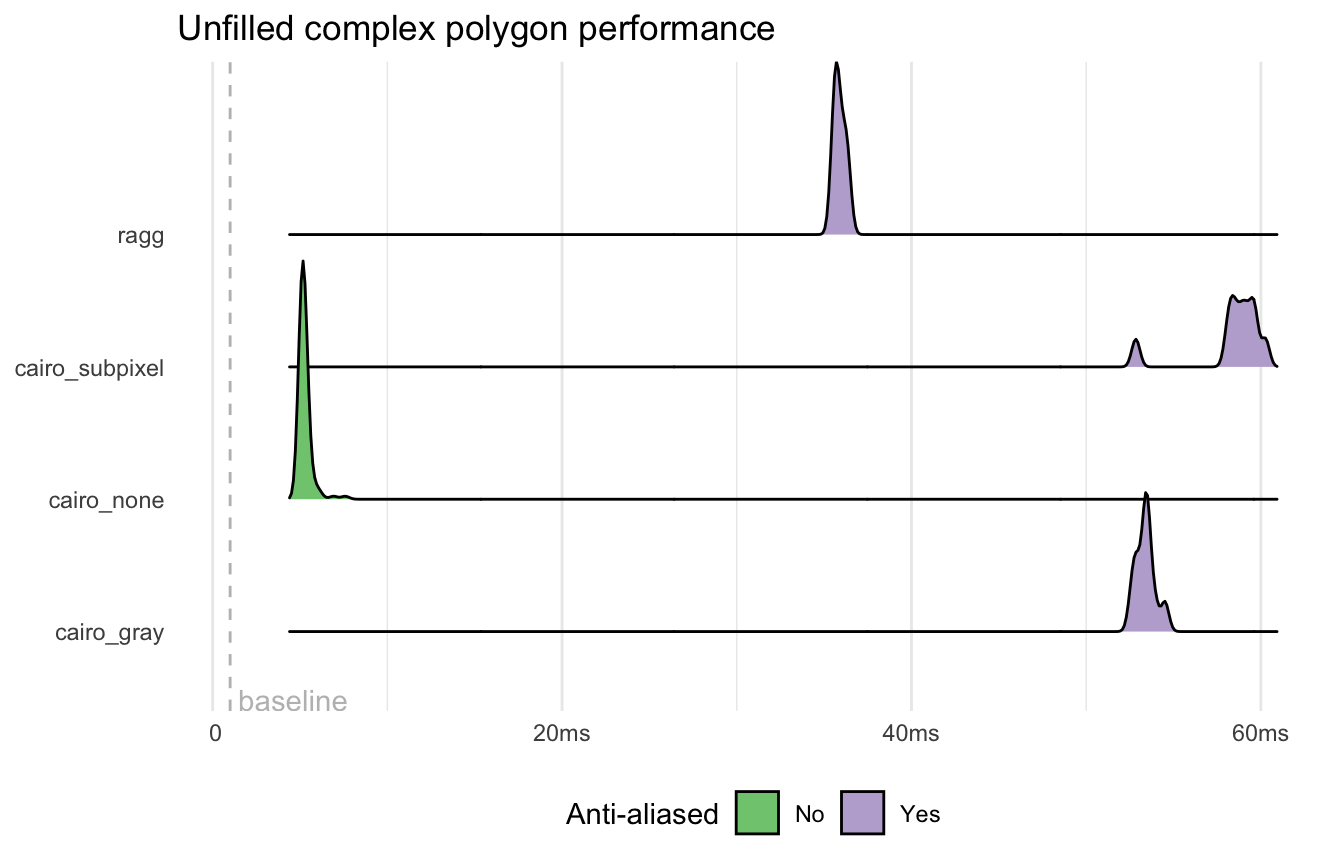 Unfilled complex polygon performance
ragg
cairo_subpixel
cairo_none
cairo_gray
baseline
0 20ms 40ms 60ms
Anti-aliased No Yes